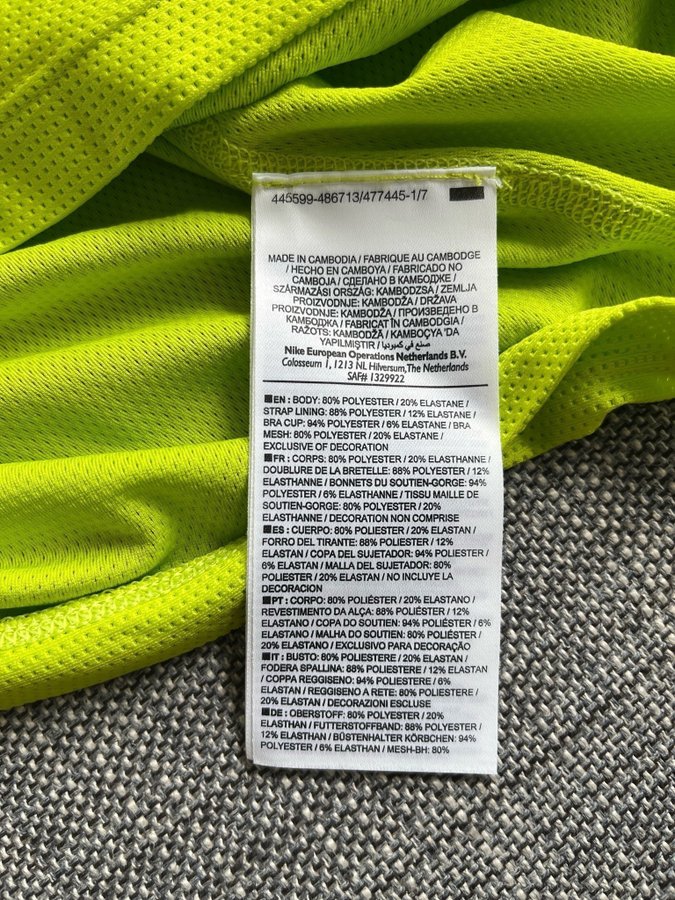 445599-486713/477445-1/7
MADE IN CAMBODIA / FABRIQUE AU CAMBODGE
/ HECHO EN CAMBOYA / FABRICADO NO
CAMBOJA / СДЕЛАНО В КАМБОДЖЕ /
SZÁRMAZÁSI ORSZÁG: KAMBODZSA / ZEMLJA
PROIZVODNJE: KAMBODŽA / DRŽAVA
PROIZVODNJE: KAMBODŽA / ПРОИЗВЕДЕНО В
КАМБОДЖА / FABRICAT ÎN CAMBODGIA /
RAŽOTS: KAMBODŽĀ / KAMBOÇYA 'DA
YAPILMIŞTIR / صنع في كمبوديا
Nike European Operations Netherlands B.V.
Colosseum 1, 1213 NL Hilversum,The Netherlands
SAF# 1329922
EN : BODY: 80% POLYESTER / 20% ELASTANE /
STRAP LINING: 88% POLYESTER / 12% ELASTANE /
BRA CUP: 94% POLYESTER / 6% ELASTANE / BRA
MESH: 80% POLYESTER / 20% ELASTANE /
EXCLUSIVE OF DECORATION
FR : CORPS: 80% POLYESTER / 20% ELASTHANNE /
DOUBLURE DE LA BRETELLE: 88% POLYESTER / 12%
ELASTHANNE / BONNETS DU SOUTIEN-GORGE: 94%
POLYESTER / 6% ELASTHANNE / TISSU MAILLE DE
SOUTIEN-GORGE: 80% POLYESTER / 20%
ELASTHANNE / DECORATION NON COMPRISE
ES : CUERPO: 80% POLIESTER / 20% ELASTAN /
FORRO DEL TIRANTE: 88% POLIESTER / 12%
ELASTAN / COPA DEL SUJETADOR: 94% POLIESTER /
6% ELASTAN / MALLA DEL SUJETADOR: 80%
POLIESTER / 20% ELASTAN / NO INCLUYE LA
DECORACION
PT : CORPO: 80% POLIÉSTER / 20% ELASTANO /
REVESTIMENTO DA ALÇA: 88% POLIÉSTER / 12%
ELASTANO / COPA DO SOUTIEN: 94% POLIÉSTER / 6%
ELASTANO / MALHA DO SOUTIEN: 80% POLIÉSTER /
20% ELASTANO / EXCLUSIVO PARA DECORAÇÃO
IT : BUSTO: 80% POLIESTERE / 20% ELASTAN /
FODERA SPALLINA: 88% POLIESTERE / 12% ELASTAN
/ COPPA REGGISENO: 94% POLIESTERE / 6%
ELASTAN / REGGISENO A RETE: 80% POLIESTERE /
20% ELASTAN / DECORAZIONI ESCLUSE
DE : OBERSTOFF: 80% POLYESTER / 20%
ELASTHAN / FUTTERSTOFFBAND: 88% POLYESTER /
12% ELASTHAN / BÜSTENHALTER KÖRBCHEN: 94%
POLYESTER / 6% ELASTHAN / MESH-BH: 80%